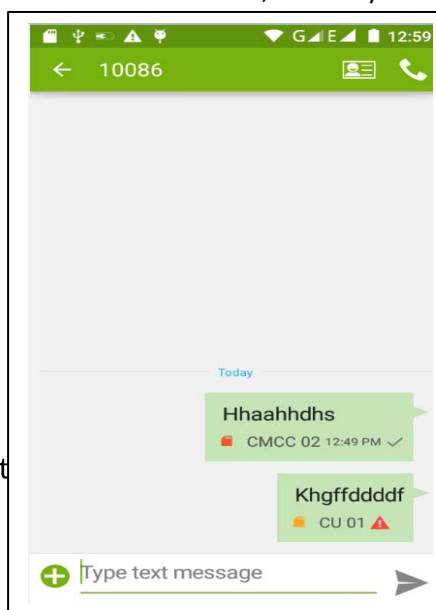 G E 12:59
10086
Today
Hhaahhdhs
CMCC 02 12:49 PM
t
Khgffddddf
CU 01
Type text message